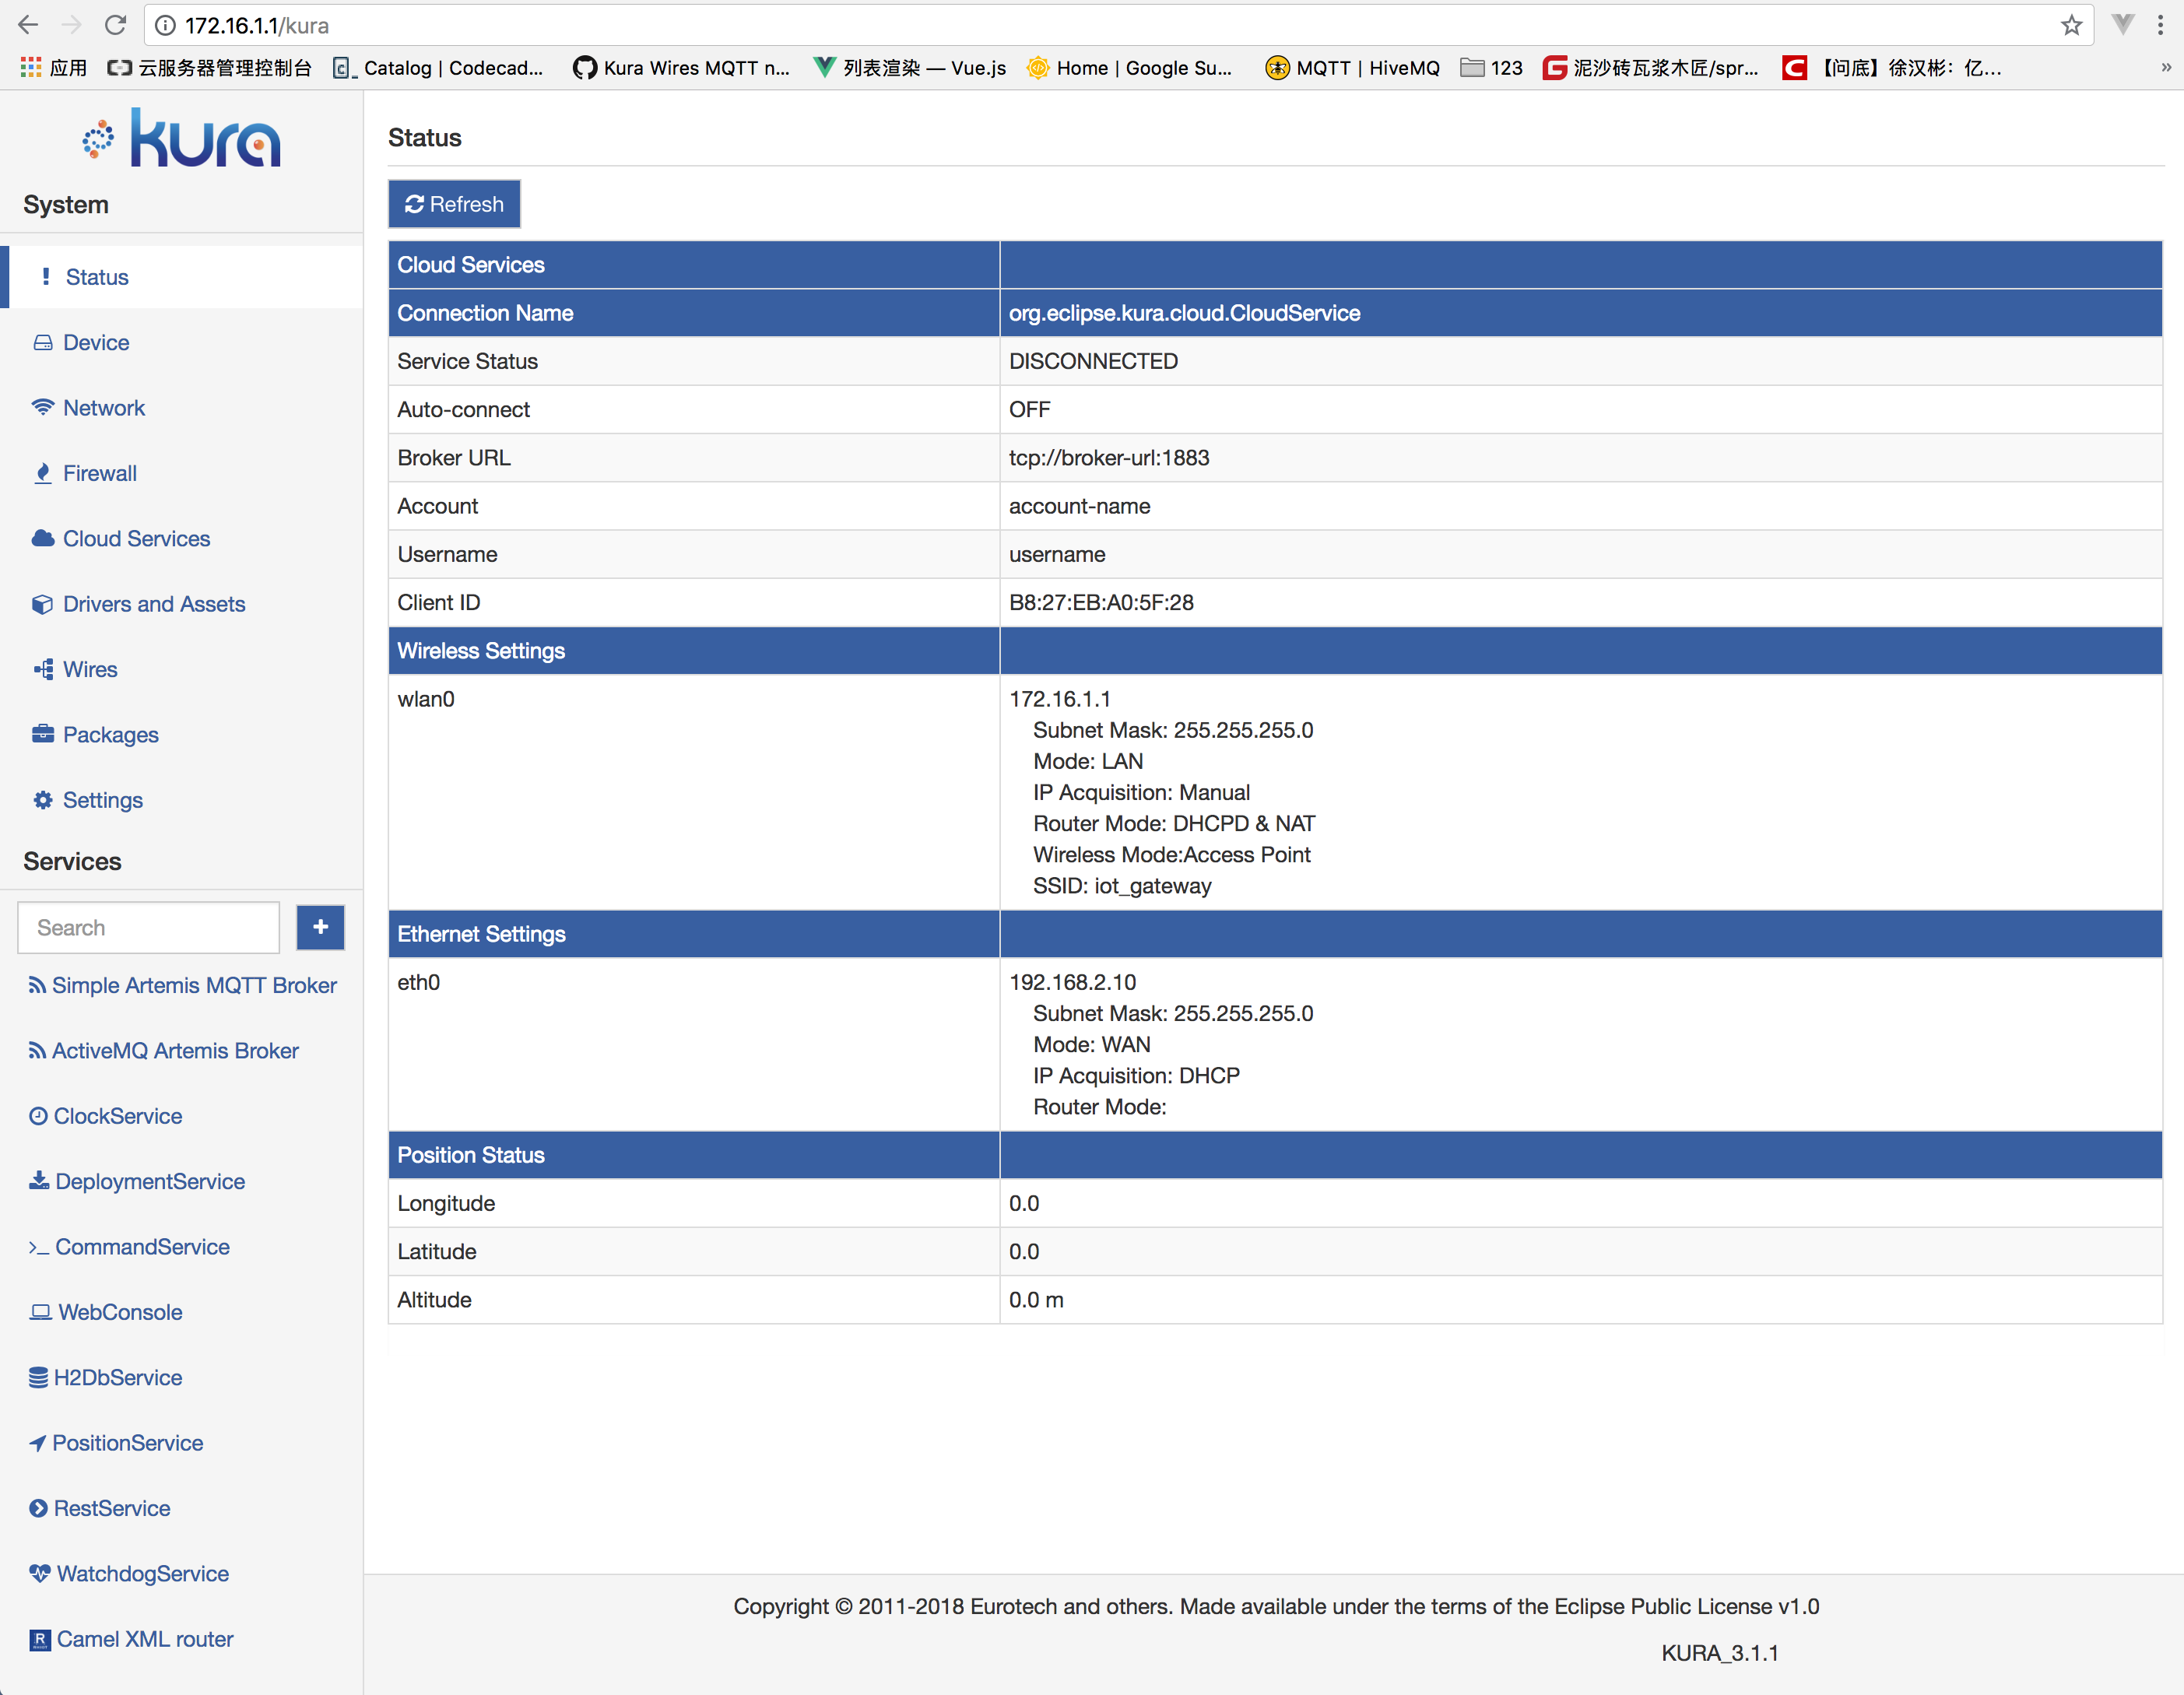 172.16.1.1/kura
应用 云服务器管理控制台 Catalog | Codecad... Kura Wires MQTT n... 列表渲染 — Vue.js Home | Google Su... MQTT | HiveMQ 123 泥沙砖瓦浆木匠/spr... 【问底】徐汉彬：亿... »
kura
System
Status
Device
Network
Firewall
Cloud Services
Drivers and Assets
Wires
Packages
Settings
Services
Search
Simple Artemis MQTT Broker
ActiveMQ Artemis Broker
ClockService
DeploymentService
CommandService
WebConsole
H2DbService
PositionService
RestService
WatchdogService
Camel XML router
Status
Refresh
Cloud Services
Connection Name org.eclipse.kura.cloud.CloudService
Service Status DISCONNECTED
Auto-connect OFF
Broker URL tcp://broker-url:1883
Account account-name
Username username
Client ID B8:27:EB:A0:5F:28
Wireless Settings
wlan0 172.16.1.1
Subnet Mask: 255.255.255.0
Mode: LAN
IP Acquisition: Manual
Router Mode: DHCPD & NAT
Wireless Mode:Access Point
SSID: iot_gateway
Ethernet Settings
eth0 192.168.2.10
Subnet Mask: 255.255.255.0
Mode: WAN
IP Acquisition: DHCP
Router Mode:
Position Status
Longitude 0.0
Latitude 0.0
Altitude 0.0 m
Copyright © 2011-2018 Eurotech and others. Made available under the terms of the Eclipse Public License v1.0
KURA_3.1.1